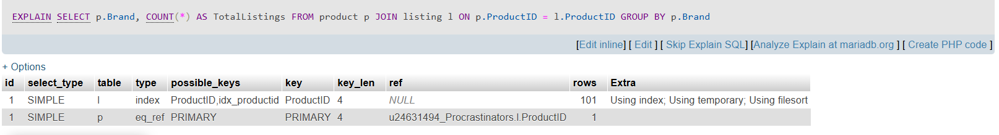 EXPLAIN SELECT p.Brand, COUNT(*) AS TotalListings FROM product p JOIN listing l ON p.ProductID = l.ProductID GROUP BY p.Brand
[Edit inline] [ Edit ] [ Skip Explain SQL] [Analyze Explain at mariadb.org ] [ Create PHP code ]
+ Options
id select_type table type possible_keys key key_len ref rows Extra
1 SIMPLE l index ProductID,idx_productid ProductID 4 NULL 101 Using index; Using temporary; Using filesort
1 SIMPLE p eq_ref PRIMARY PRIMARY 4 u24631494_Procrastinators.l.ProductID 1